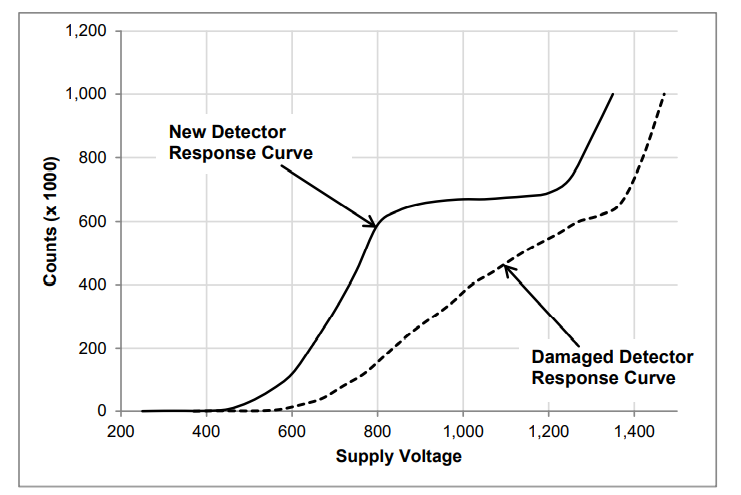 1,200
1,000
800
600
400
200
0
Counts (x 1000)
New Detector
Response Curve
Damaged Detector
Response Curve
200 400 600 800 1,000 1,200 1,400
Supply Voltage